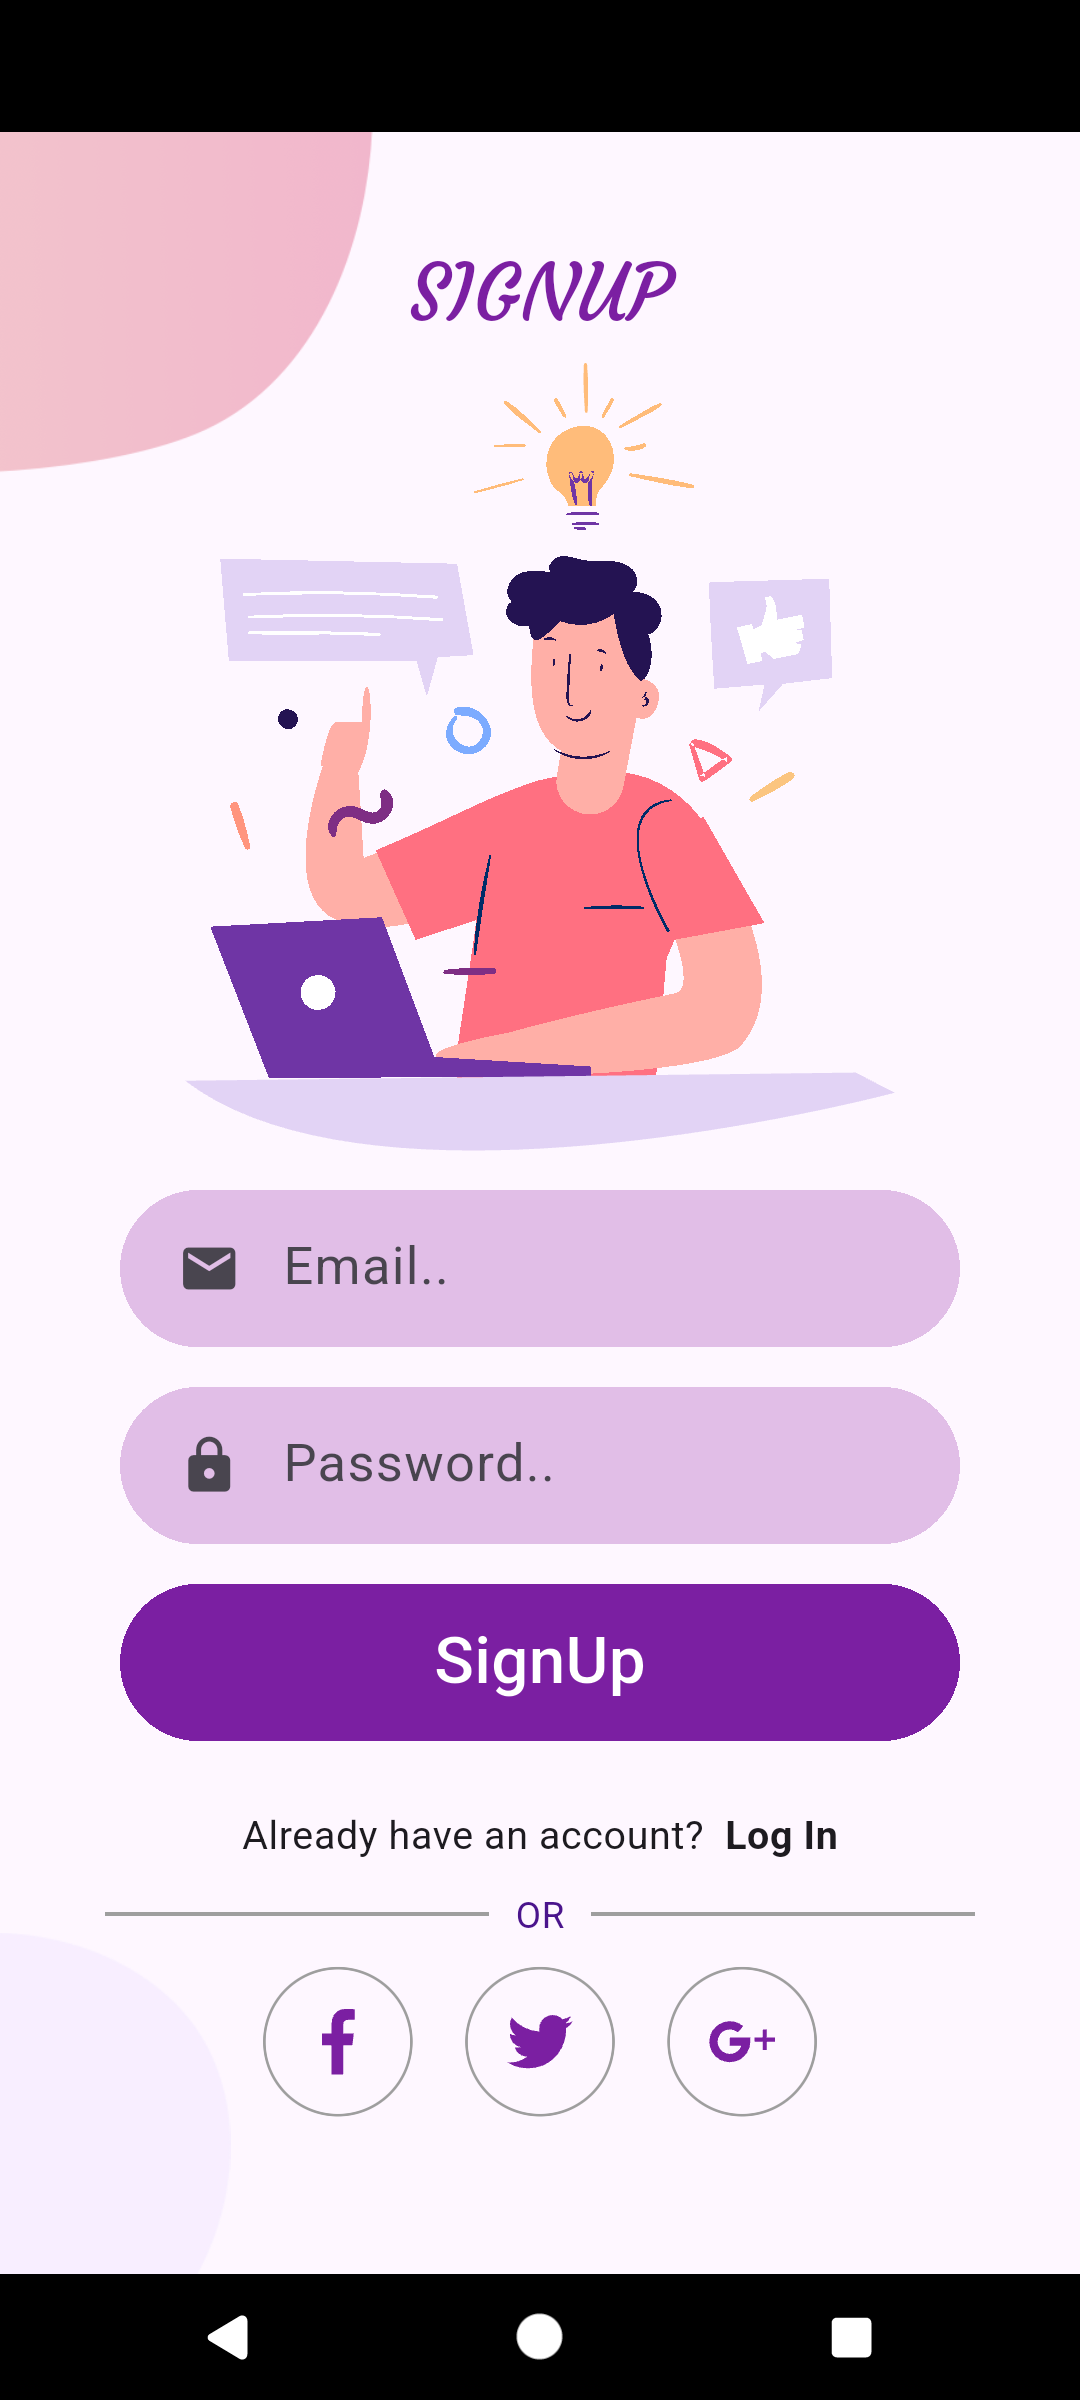 SIGNUP
Email..
Password..
SignUp
Already have an account? Log In
OR
G+